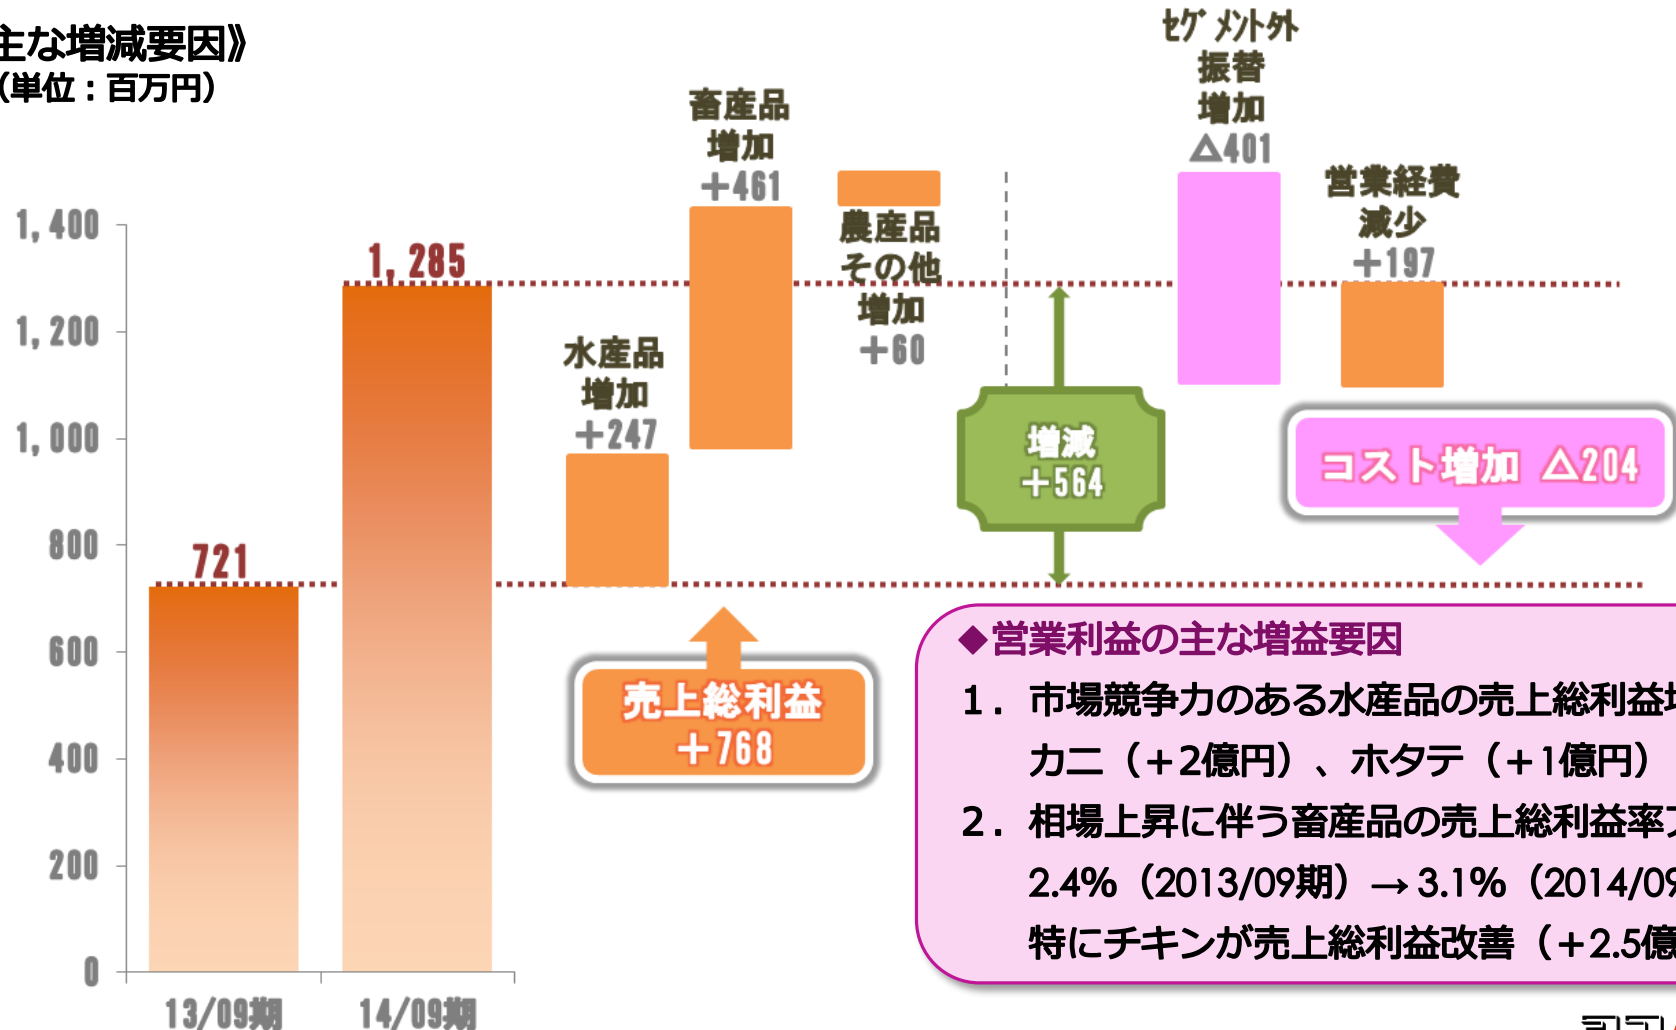 主な増減要因》
（単位：百万円）
ｾｸﾞﾒﾝﾄ外
振替
増加
△401
畜産品
増加
＋461
営業経費
減少
＋197
農産品
その他
増加
＋60
水産品
増加
＋247
1,400
1,200
1,000
800
600
400
200
0
1,285
721
13/09期
14/09期
増減
＋564
コスト増加 △204
売上総利益
＋768
◆営業利益の主な増益要因
１．市場競争力のある水産品の売上総利益
カニ（＋2億円）、ホタテ（＋1億円）
２．相場上昇に伴う畜産品の売上総利益率
2.4%（2013/09期）→ 3.1%（2014/09
特にチキンが売上総利益改善（＋2.5億